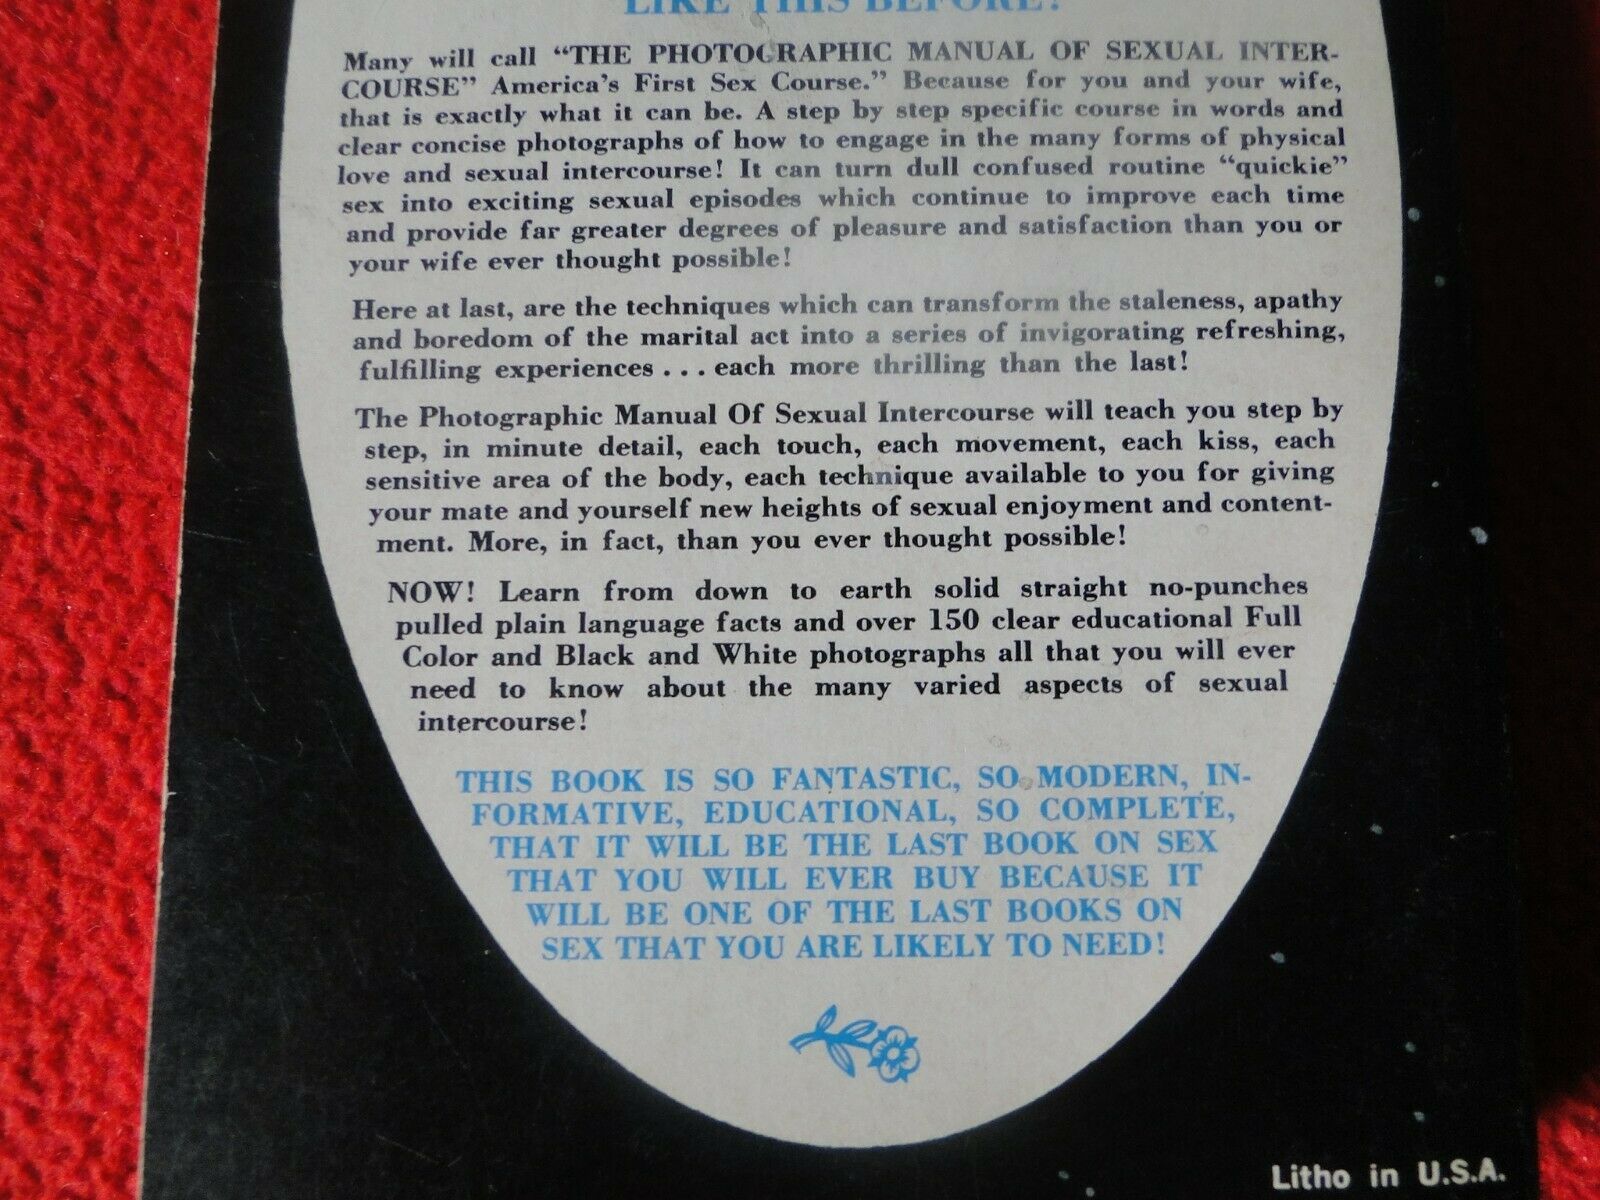 LIKE THIS BEFORE!
Many will call "THE PHOTOGRAPHIC MANUAL OF SEXUAL INTER-
COURSE" America's First Sex Course." Because for you and your wife,
that is exactly what it can be. A step by step specific course in words and
clear concise photographs of how to engage in the many forms of physical
love and sexual intercourse! It can turn dull confused routine "quickie"
sex into exciting sexual episodes which continue to improve each time
and provide far greater degrees of pleasure and satisfaction than you or
your wife ever thought possible!
Here at last, are the techniques which can transform the staleness, apathy
and boredom of the marital act into a series of invigorating refreshing,
fulfilling experiences . . . each more thrilling than the last!
The Photographic Manual Of Sexual Intercourse will teach you step by
step, in minute detail, each touch, each movement, each kiss, each
sensitive area of the body, each technique available to you for giving
your mate and yourself new heights of sexual enjoyment and content-
ment. More, in fact, than you ever thought possible!
NOW! Learn from down to earth solid straight no-punches
pulled plain language facts and over 150 clear educational Full
Color and Black and White photographs all that you will ever
need to know about the many varied aspects of sexual
intercourse!
THIS BOOK IS SO FANTASTIC, SO MODERN, IN-
FORMATIVE, EDUCATIONAL, SO COMPLETE,
THAT IT WILL BE THE LAST BOOK ON SEX
THAT YOU WILL EVER BUY BECAUSE IT
WILL BE ONE OF THE LAST BOOKS ON
SEX THAT YOU ARE LIKELY TO NEED!
Litho in U.S.A.